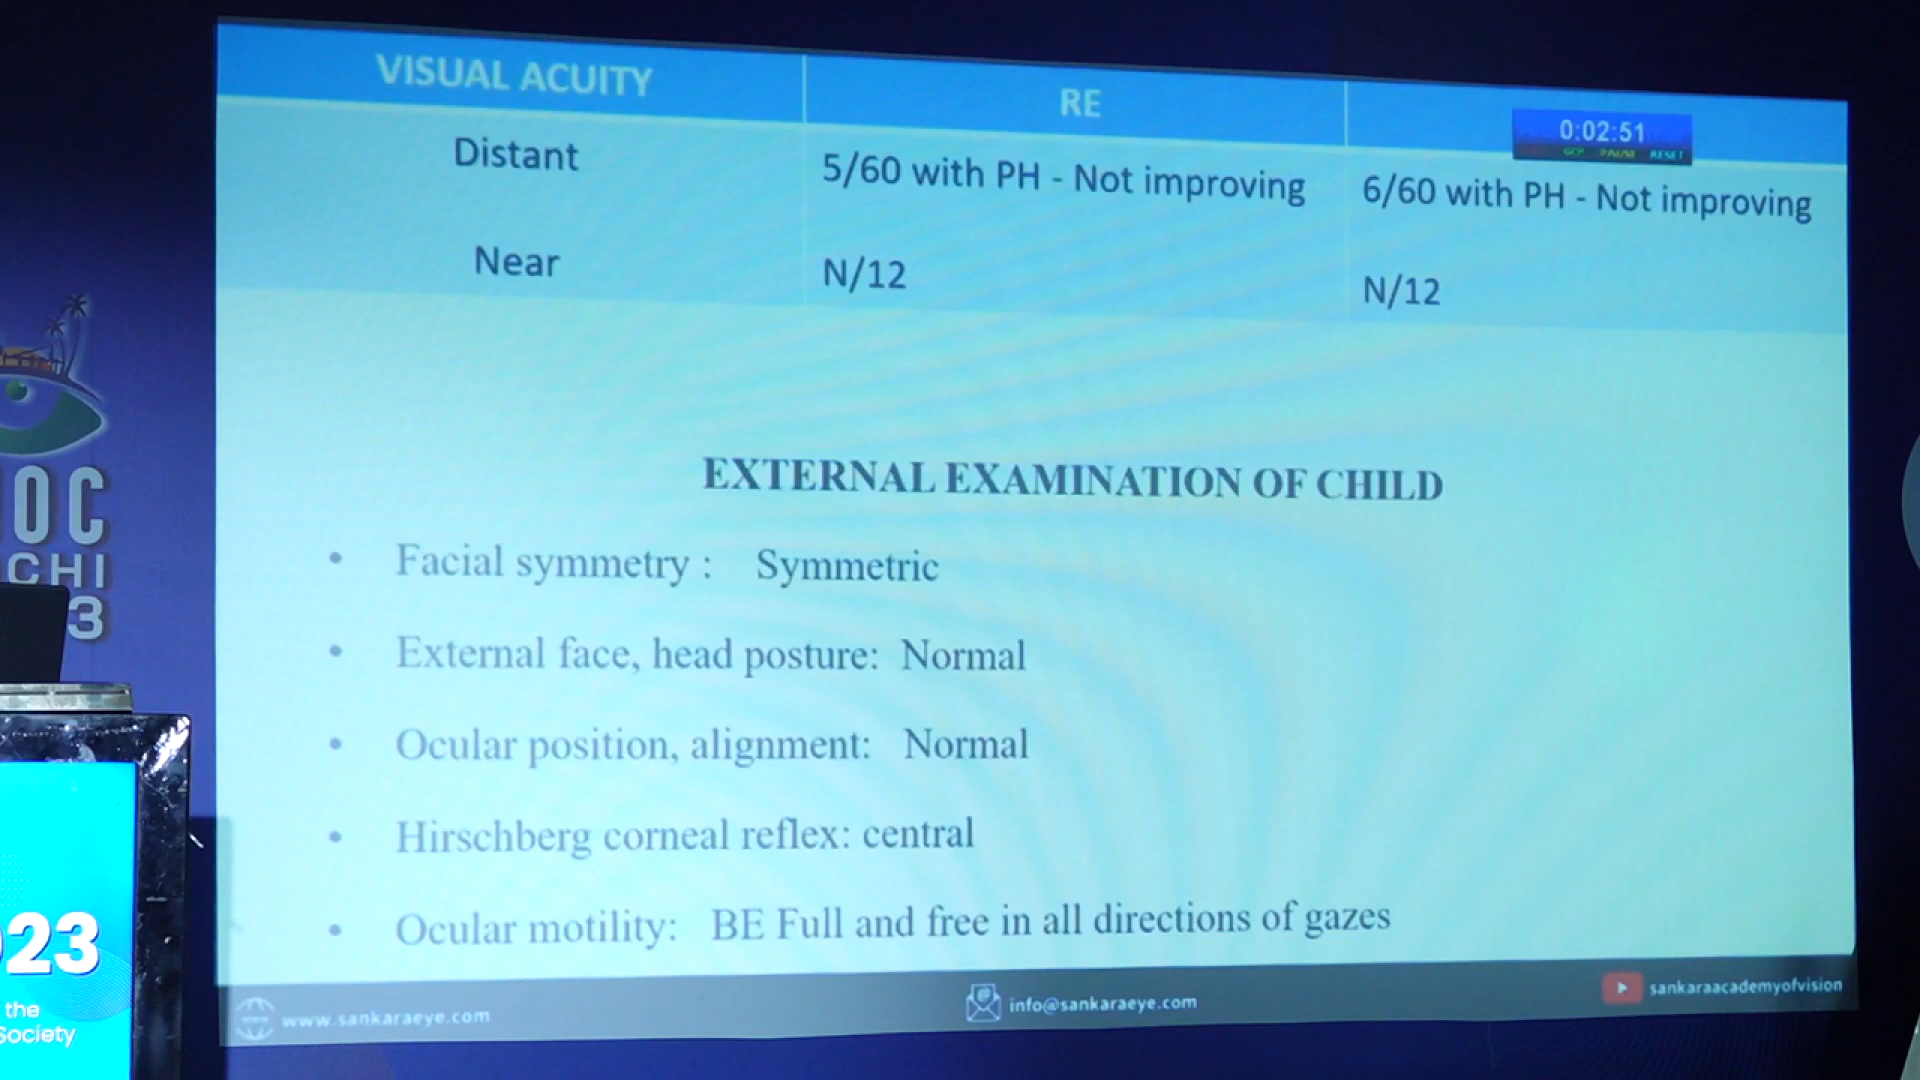 VISUAL ACUITY
RE
0:02:51
GO! PAUSE RESET
Distant
5/60 with PH - Not improving
6/60 with PH - Not improving
Near
N/12
N/12
EXTERNAL EXAMINATION OF CHILD
• Facial symmetry : Symmetric
• External face, head posture: Normal
• Ocular position, alignment: Normal
• Hirschberg corneal reflex: central
• Ocular motility: BE Full and free in all directions of gazes
www.sankaraeye.com
info@sankaraeye.com
sankaraacademyofvision
OC
CHI
3
23
the
Society